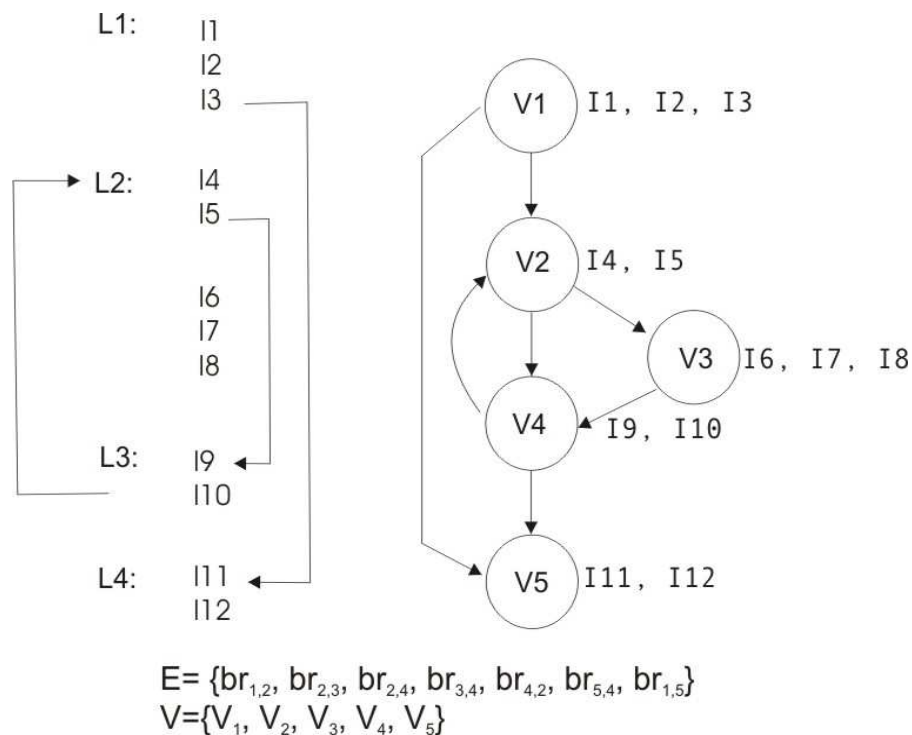 L1: I1
I2
I3
L2: I4
I5
I6
I7
I8
L3: I9
I10
L4: I11
I12
V1 I1, I2, I3
V2 I4, I5
V3 I6, I7, I8
V4 I9, I10
V5 I11, I12
E= {br1,2, br2,3, br2,4, br3,4, br4,2, br5,4, br1,5}
V={V1, V2, V3, V4, V5}